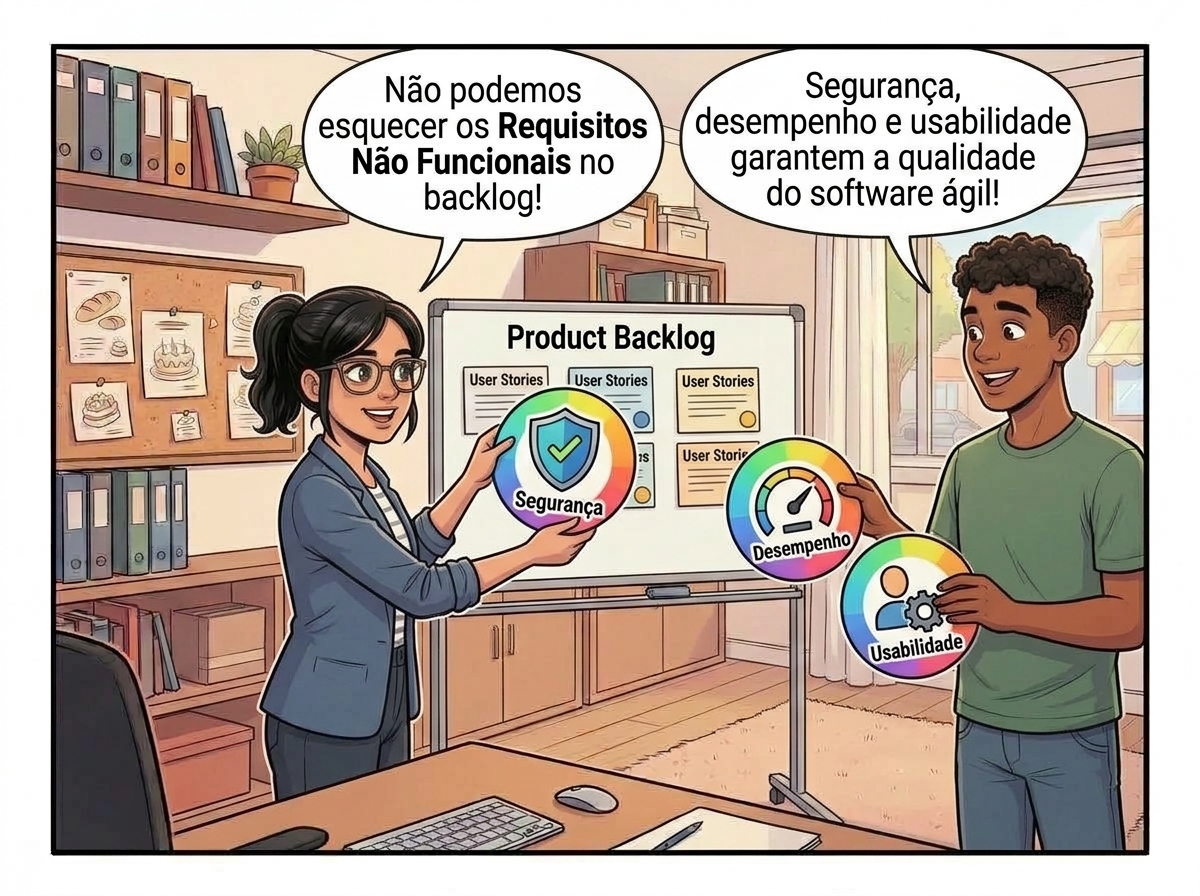 Não podemos
esquecer os Requisitos
Não Funcionais no
backlog!
Segurança,
desempenho e usabilidade
garantem a qualidade
do software ágil!
Product Backlog
User Stories
User Stories
User Stories
User Storie
Segurança
Desempenho
Usabilidade